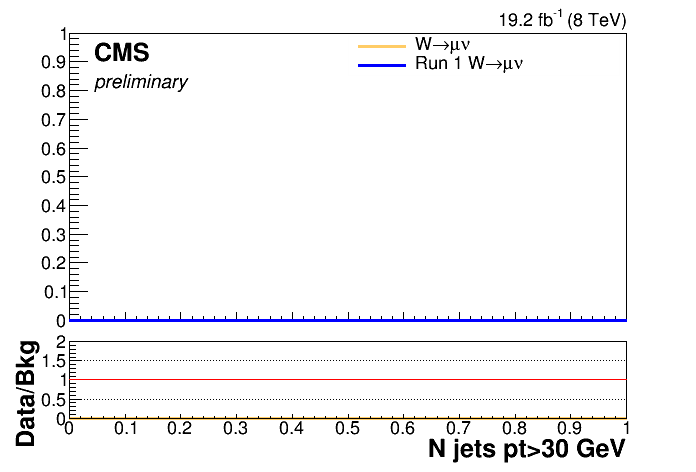 19.2 fb⁻¹ (8 TeV)
CMS
preliminary
W→μν
Run 1 W→μν
1
0.9
0.8
0.7
0.6
0.5
0.4
0.3
0.2
0.1
0
Data/Bkg
2
1.5
1
0.5
0
0 0.1 0.2 0.3 0.4 0.5 0.6 0.7 0.8 0.9 1
N jets pt>30 GeV